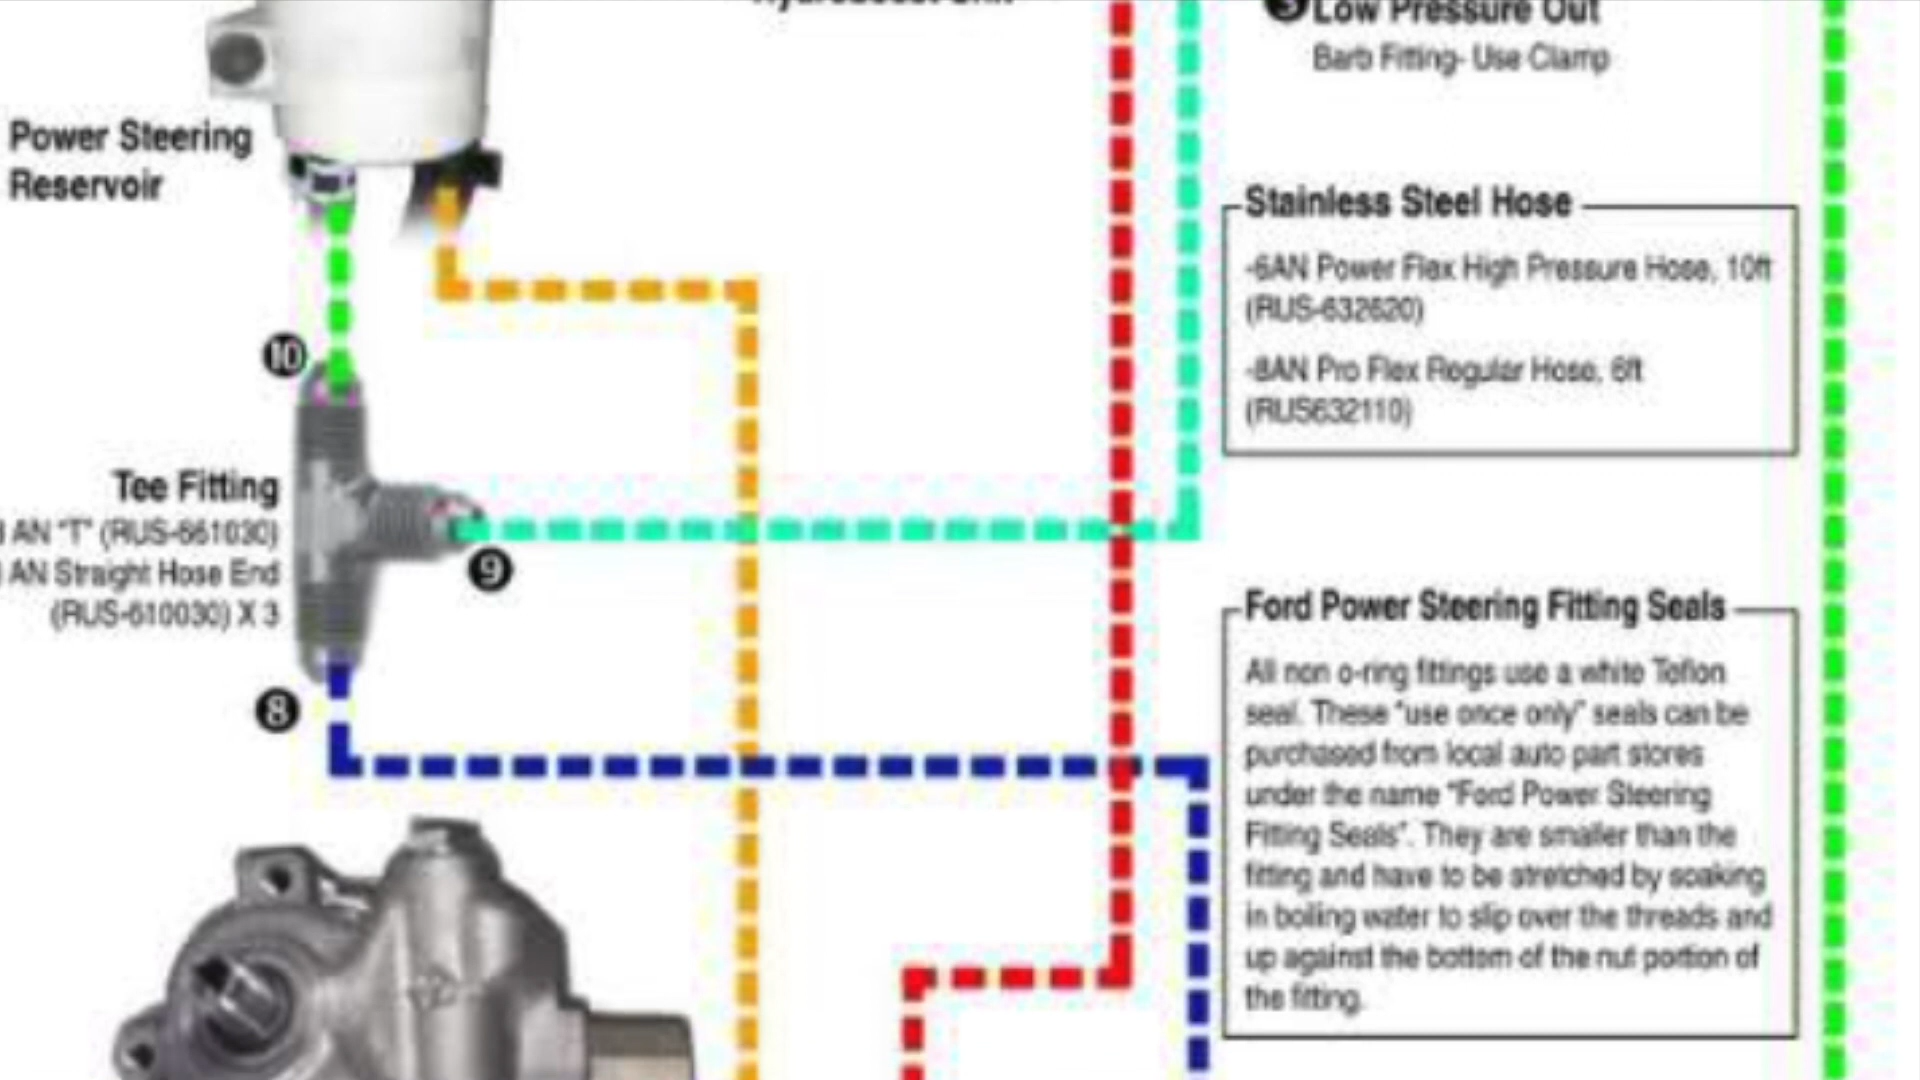 Low Pressure Out
Barb Fitting- Use Clamp
Power Steering
Reservoir
Stainless Steel Hose
-6AN Power Flex High Pressure Hose, 10ft
(RUS-632620)
-8AN Pro Flex Regular Hose, 6ft
(RUS632110)
10
Tee Fitting
AN "T" (RUS-661030)
AN Straight Hose End
(RUS-610030) X 3
9
8
Ford Power Steering Fitting Seals
All non o-ring fittings use a white Teflon
seal. These "use once only" seals can be
purchased from local auto part stores
under the name "Ford Power Steering
Fitting Seals". They are smaller than the
fitting and have to be stretched by soaking
in boiling water to slip over the threads and
up against the bottom of the nut portion of
the fitting.